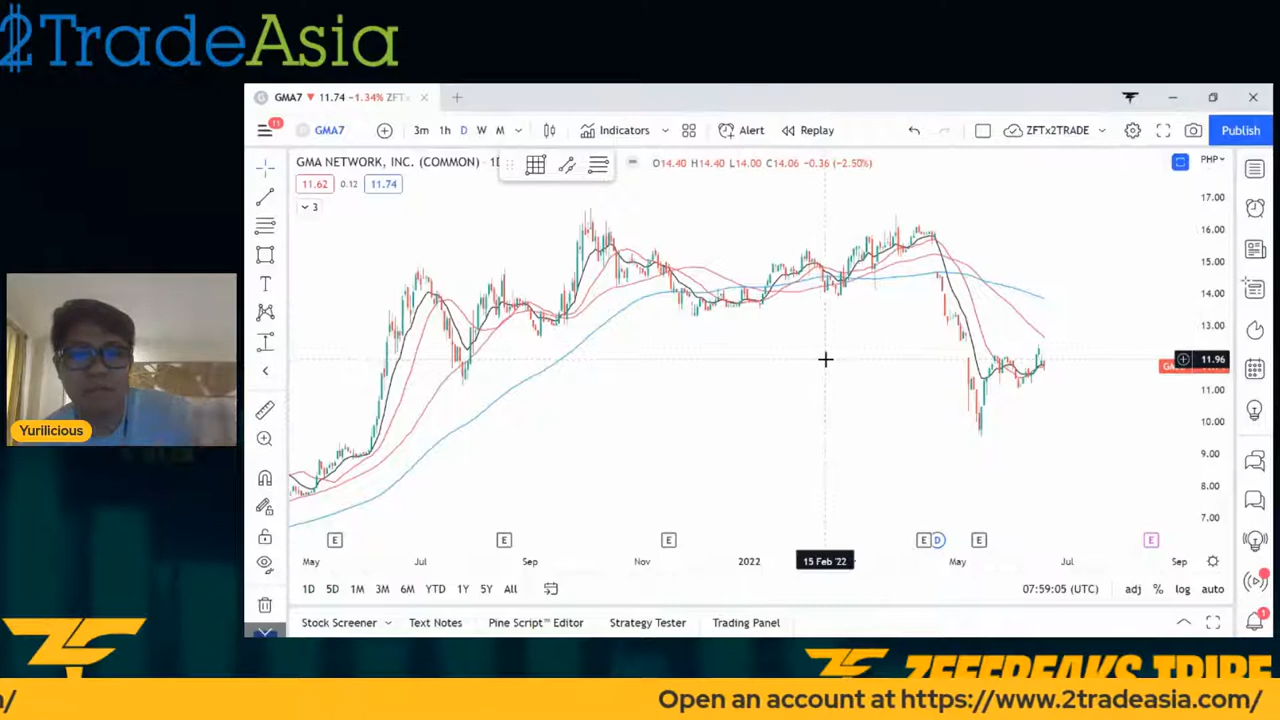 2TradeAsia
GMA7 11.74 −1.34% ZFTx
11
GMA7 3m 1h D W M Indicators Alert Replay ZFTx2TRADE Publish
GMA NETWORK, INC. (COMMON) · 1D O14.40 H14.40 L14.00 C14.06 −0.36 (−2.50%) PHP
11.62 0.12 11.74
3
17.00
16.00
15.00
14.00
13.00
11.96
11.00
10.00
9.00
8.00
7.00
Yurilicious
E E E E D E E
May Jul Sep Nov 2022 15 Feb '22 May Jul Sep
1D 5D 1M 3M 6M YTD 1Y 5Y All 07:59:05 (UTC) adj % log auto
Stock Screener Text Notes Pine Script™ Editor Strategy Tester Trading Panel
1
ZEEFREAKS TRIBE
/ Open an account at https://www.2tradeasia.com/